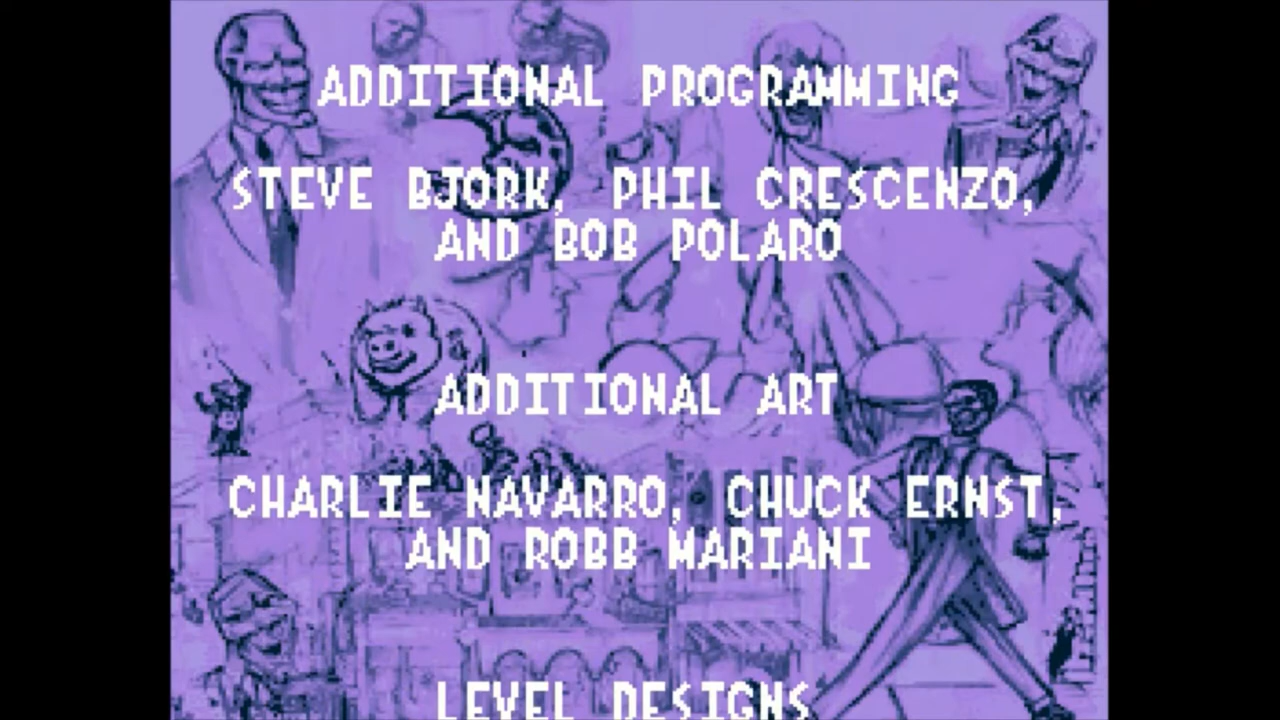 ADDITIONAL PROGRAMMING
STEVE BJORK, PHIL CRESCENZO,
AND BOB POLARO
ADDITIONAL ART
CHARLIE NAVARRO, CHUCK ERNST,
AND ROBB MARIANI
LEVEL DESIGNS